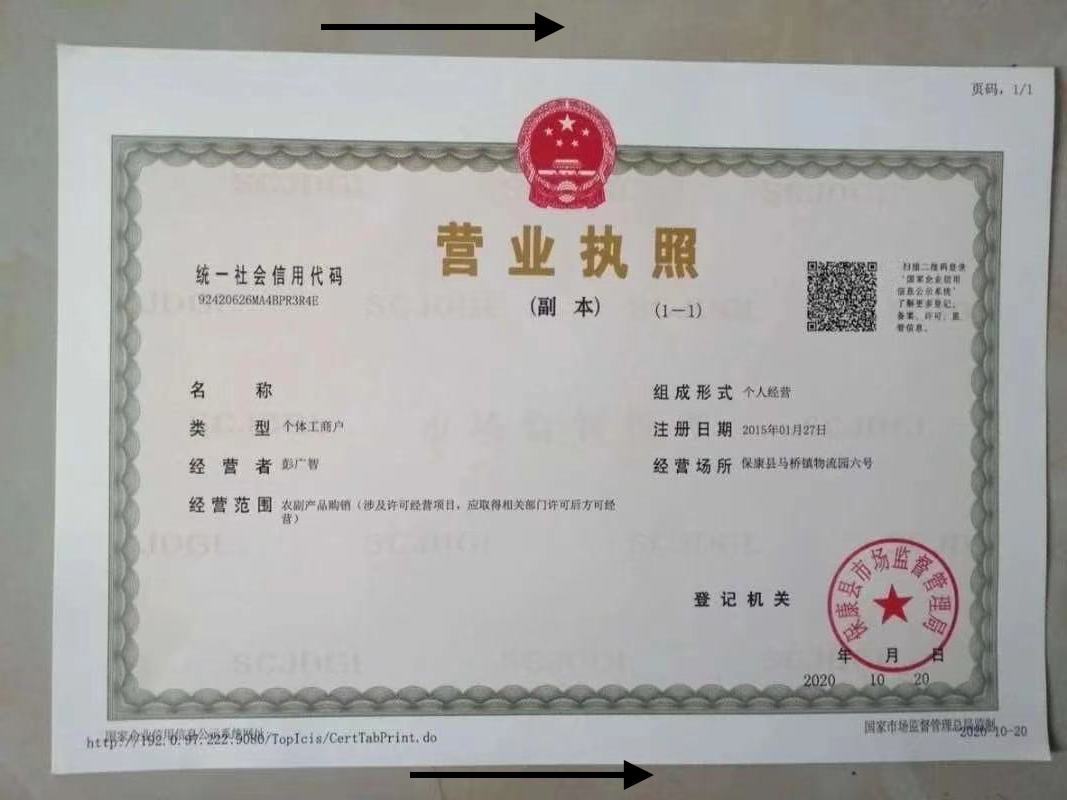 页码，1/1
营业执照
(副 本) (1-1)
统一社会信用代码
92420626MA4BPR3R4E
扫描二维码登录
“国家企业信用
信息公示系统”
了解更多登记、
备案、许可、监
管信息。
名 称
类 型 个体工商户
经 营 者 彭广智
经营范围 农副产品购销（涉及许可经营项目，应取得相关部门许可后方可经
营）
组成形式 个人经营
注册日期 2015年01月27日
经营场所 保康县马桥镇物流园六号
登记机关
保康县市场监督管理局
年 月 日
2020 10 20
国家企业信用信息公示系统网址
http://192.0.97.222:9080/TopIcis/CertTabPrint.do
国家市场监督管理总局监制
2020-10-20
SCJDGL